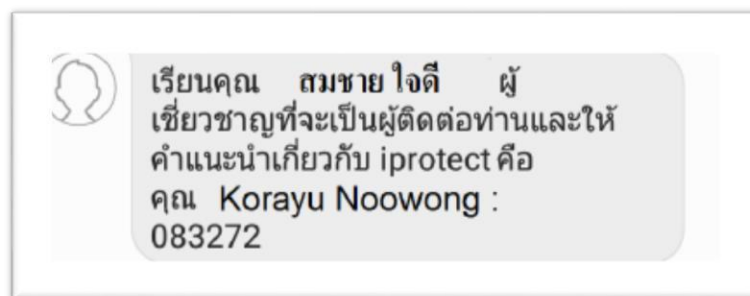 เรียนคุณ สมชาย ใจดี ผู้
เชี่ยวชาญที่จะเป็นผู้ติดต่อท่านและให้
คำแนะนำเกี่ยวกับ iprotect คือ
คุณ Korayu Noowong :
083272